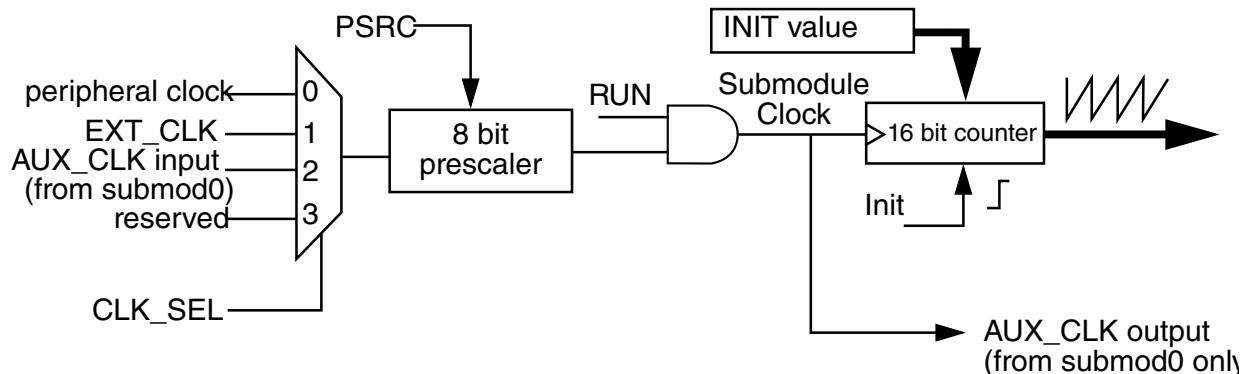 PSRC
INIT value
peripheral clock
0
EXT_CLK
1
AUX_CLK input
(from submod0)
2
reserved
3
CLK_SEL
8 bit
prescaler
RUN
Submodule
Clock
16 bit counter
Init
AUX_CLK output
(from submod0 only